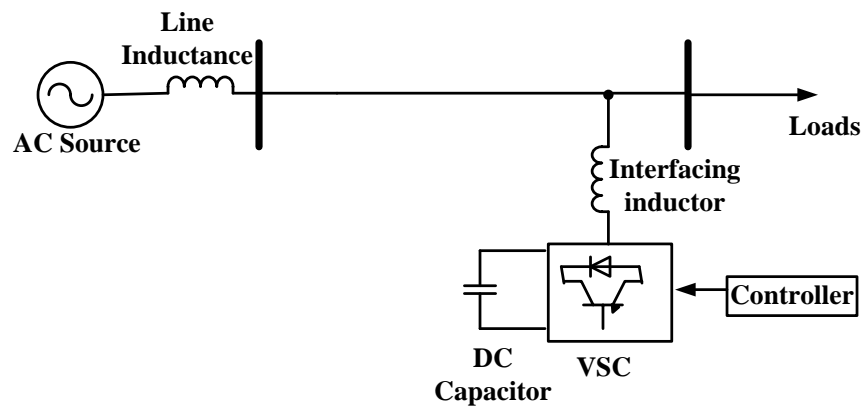 Line
Inductance
AC Source
Loads
Interfacing
inductor
Controller
DC
Capacitor
VSC